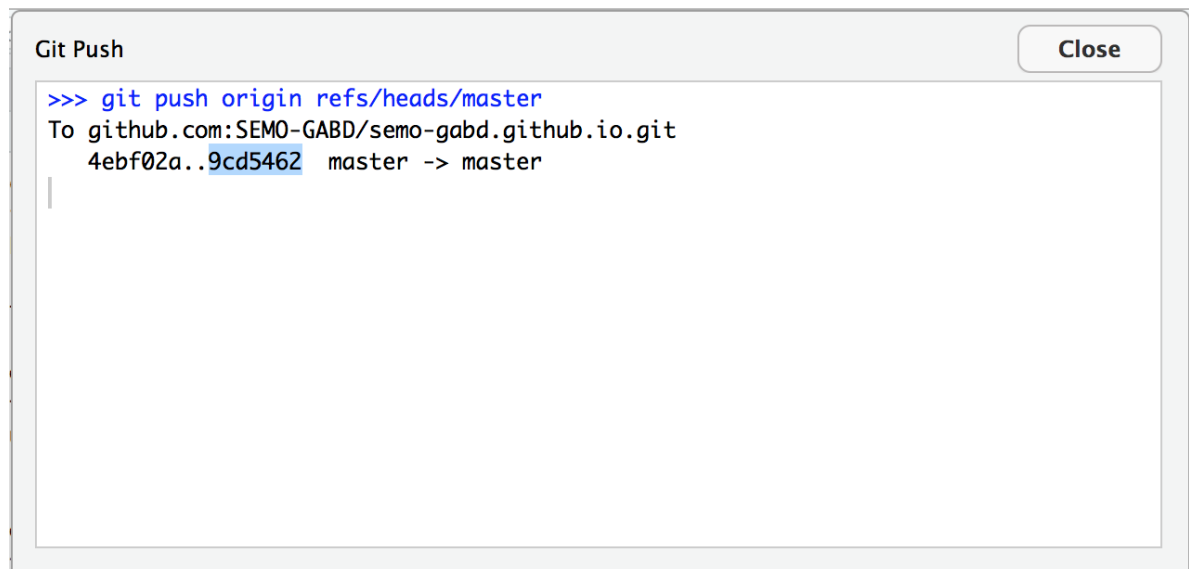 Git Push
Close
>>> git push origin refs/heads/master
To github.com:SEMO-GABD/semo-gabd.github.io.git
   4ebf02a..9cd5462  master -> master